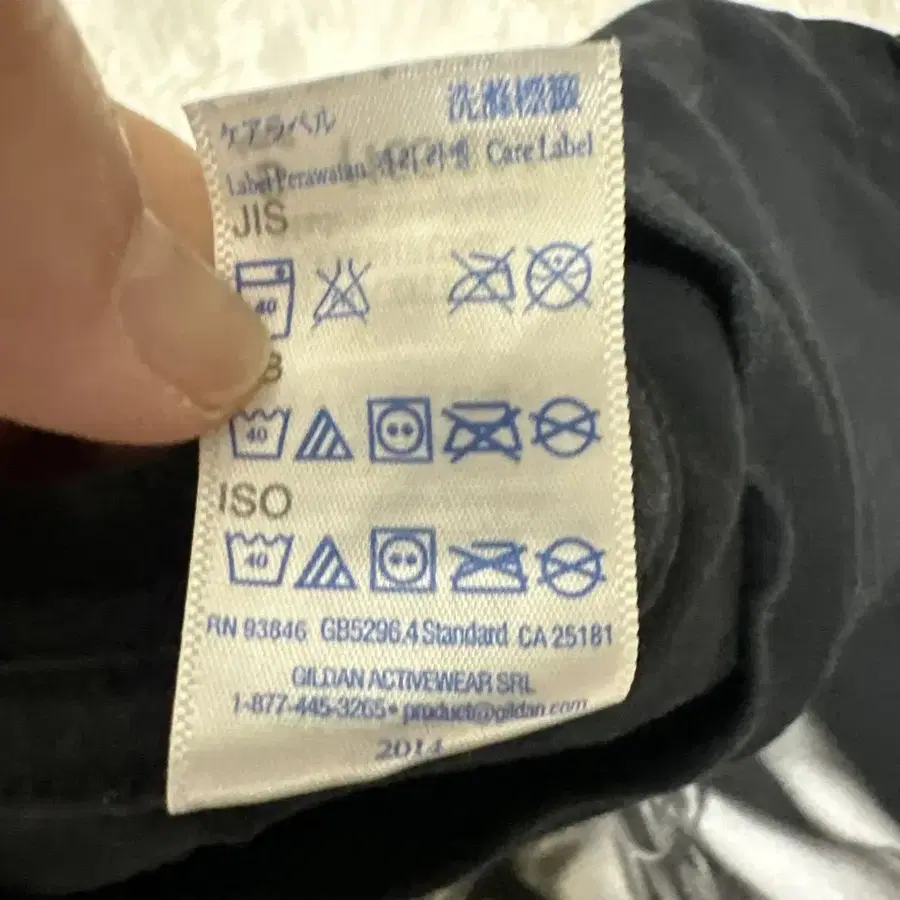 ケアラベル 洗滌標籤
Label Perawatan 케어 라벨 Care Label
JIS
40
B
40
ISO
40
RN 93846 GB5296.4 Standard CA 25181
GILDAN ACTIVEWEAR SRL
1-877-445-3265 • product@gildan.com
2014